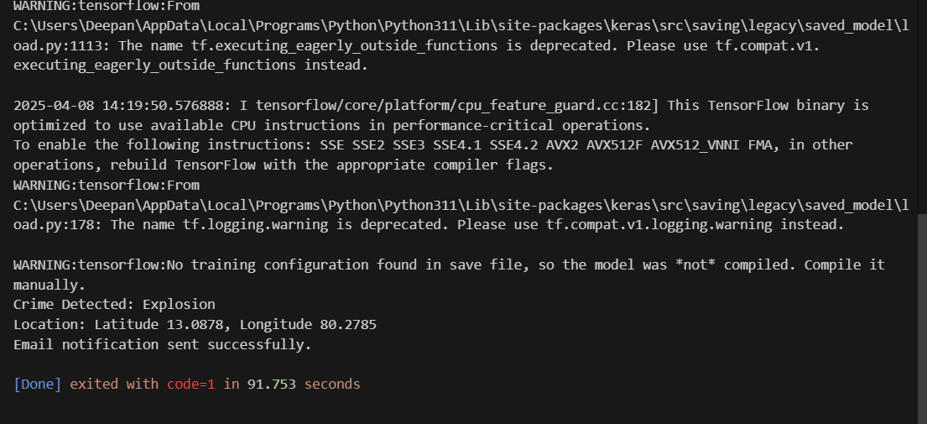 WARNING:tensorflow:From
C:\Users\Deepan\AppData\Local\Programs\Python\Python311\Lib\site-packages\keras\src\saving\legacy\saved_model\l
oad.py:1113: The name tf.executing_eagerly_outside_functions is deprecated. Please use tf.compat.v1.
executing_eagerly_outside_functions instead.

2025-04-08 14:19:50.576888: I tensorflow/core/platform/cpu_feature_guard.cc:182] This TensorFlow binary is
optimized to use available CPU instructions in performance-critical operations.
To enable the following instructions: SSE SSE2 SSE3 SSE4.1 SSE4.2 AVX2 AVX512F AVX512_VNNI FMA, in other
operations, rebuild TensorFlow with the appropriate compiler flags.
WARNING:tensorflow:From
C:\Users\Deepan\AppData\Local\Programs\Python\Python311\Lib\site-packages\keras\src\saving\legacy\saved_model\l
oad.py:178: The name tf.logging.warning is deprecated. Please use tf.compat.v1.logging.warning instead.

WARNING:tensorflow:No training configuration found in save file, so the model was *not* compiled. Compile it
manually.
Crime Detected: Explosion
Location: Latitude 13.0878, Longitude 80.2785
Email notification sent successfully.

[Done] exited with code=1 in 91.753 seconds